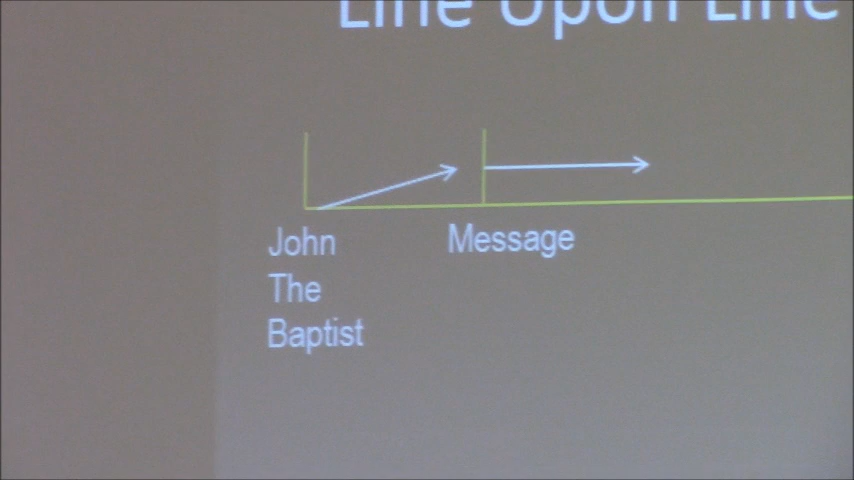 Line Upon Line
John
The
Baptist
Message